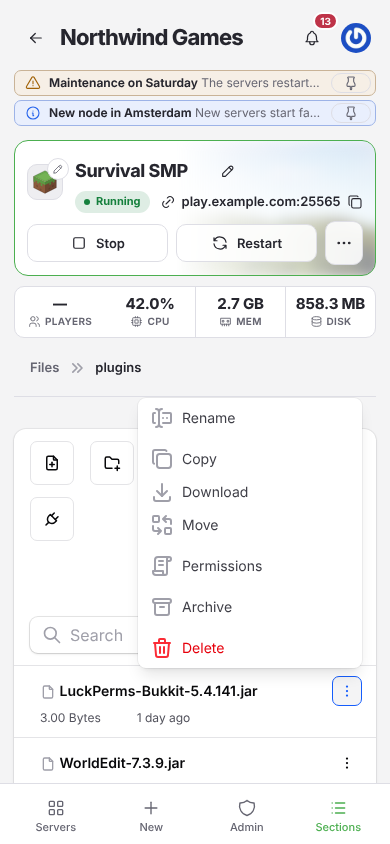 Northwind Games
13
Maintenance on Saturday The servers restart...
New node in Amsterdam New servers start fa...
Survival SMP
Running
play.example.com:25565
Stop
Restart
— 42.0% 2.7 GB 858.3 MB
PLAYERS CPU MEM DISK
Files plugins
Rename
Copy
Download
Move
Permissions
Archive
Delete
Search
LuckPerms-Bukkit-5.4.141.jar
3.00 Bytes 1 day ago
WorldEdit-7.3.9.jar
Servers New Admin Sections